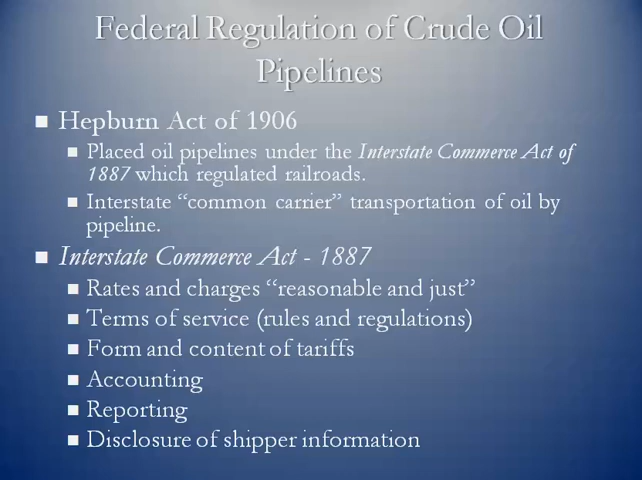 Federal Regulation of Crude Oil
Pipelines
Hepburn Act of 1906
Placed oil pipelines under the Interstate Commerce Act of
1887 which regulated railroads.
Interstate “common carrier” transportation of oil by
pipeline.
Interstate Commerce Act - 1887
Rates and charges “reasonable and just”
Terms of service (rules and regulations)
Form and content of tariffs
Accounting
Reporting
Disclosure of shipper information